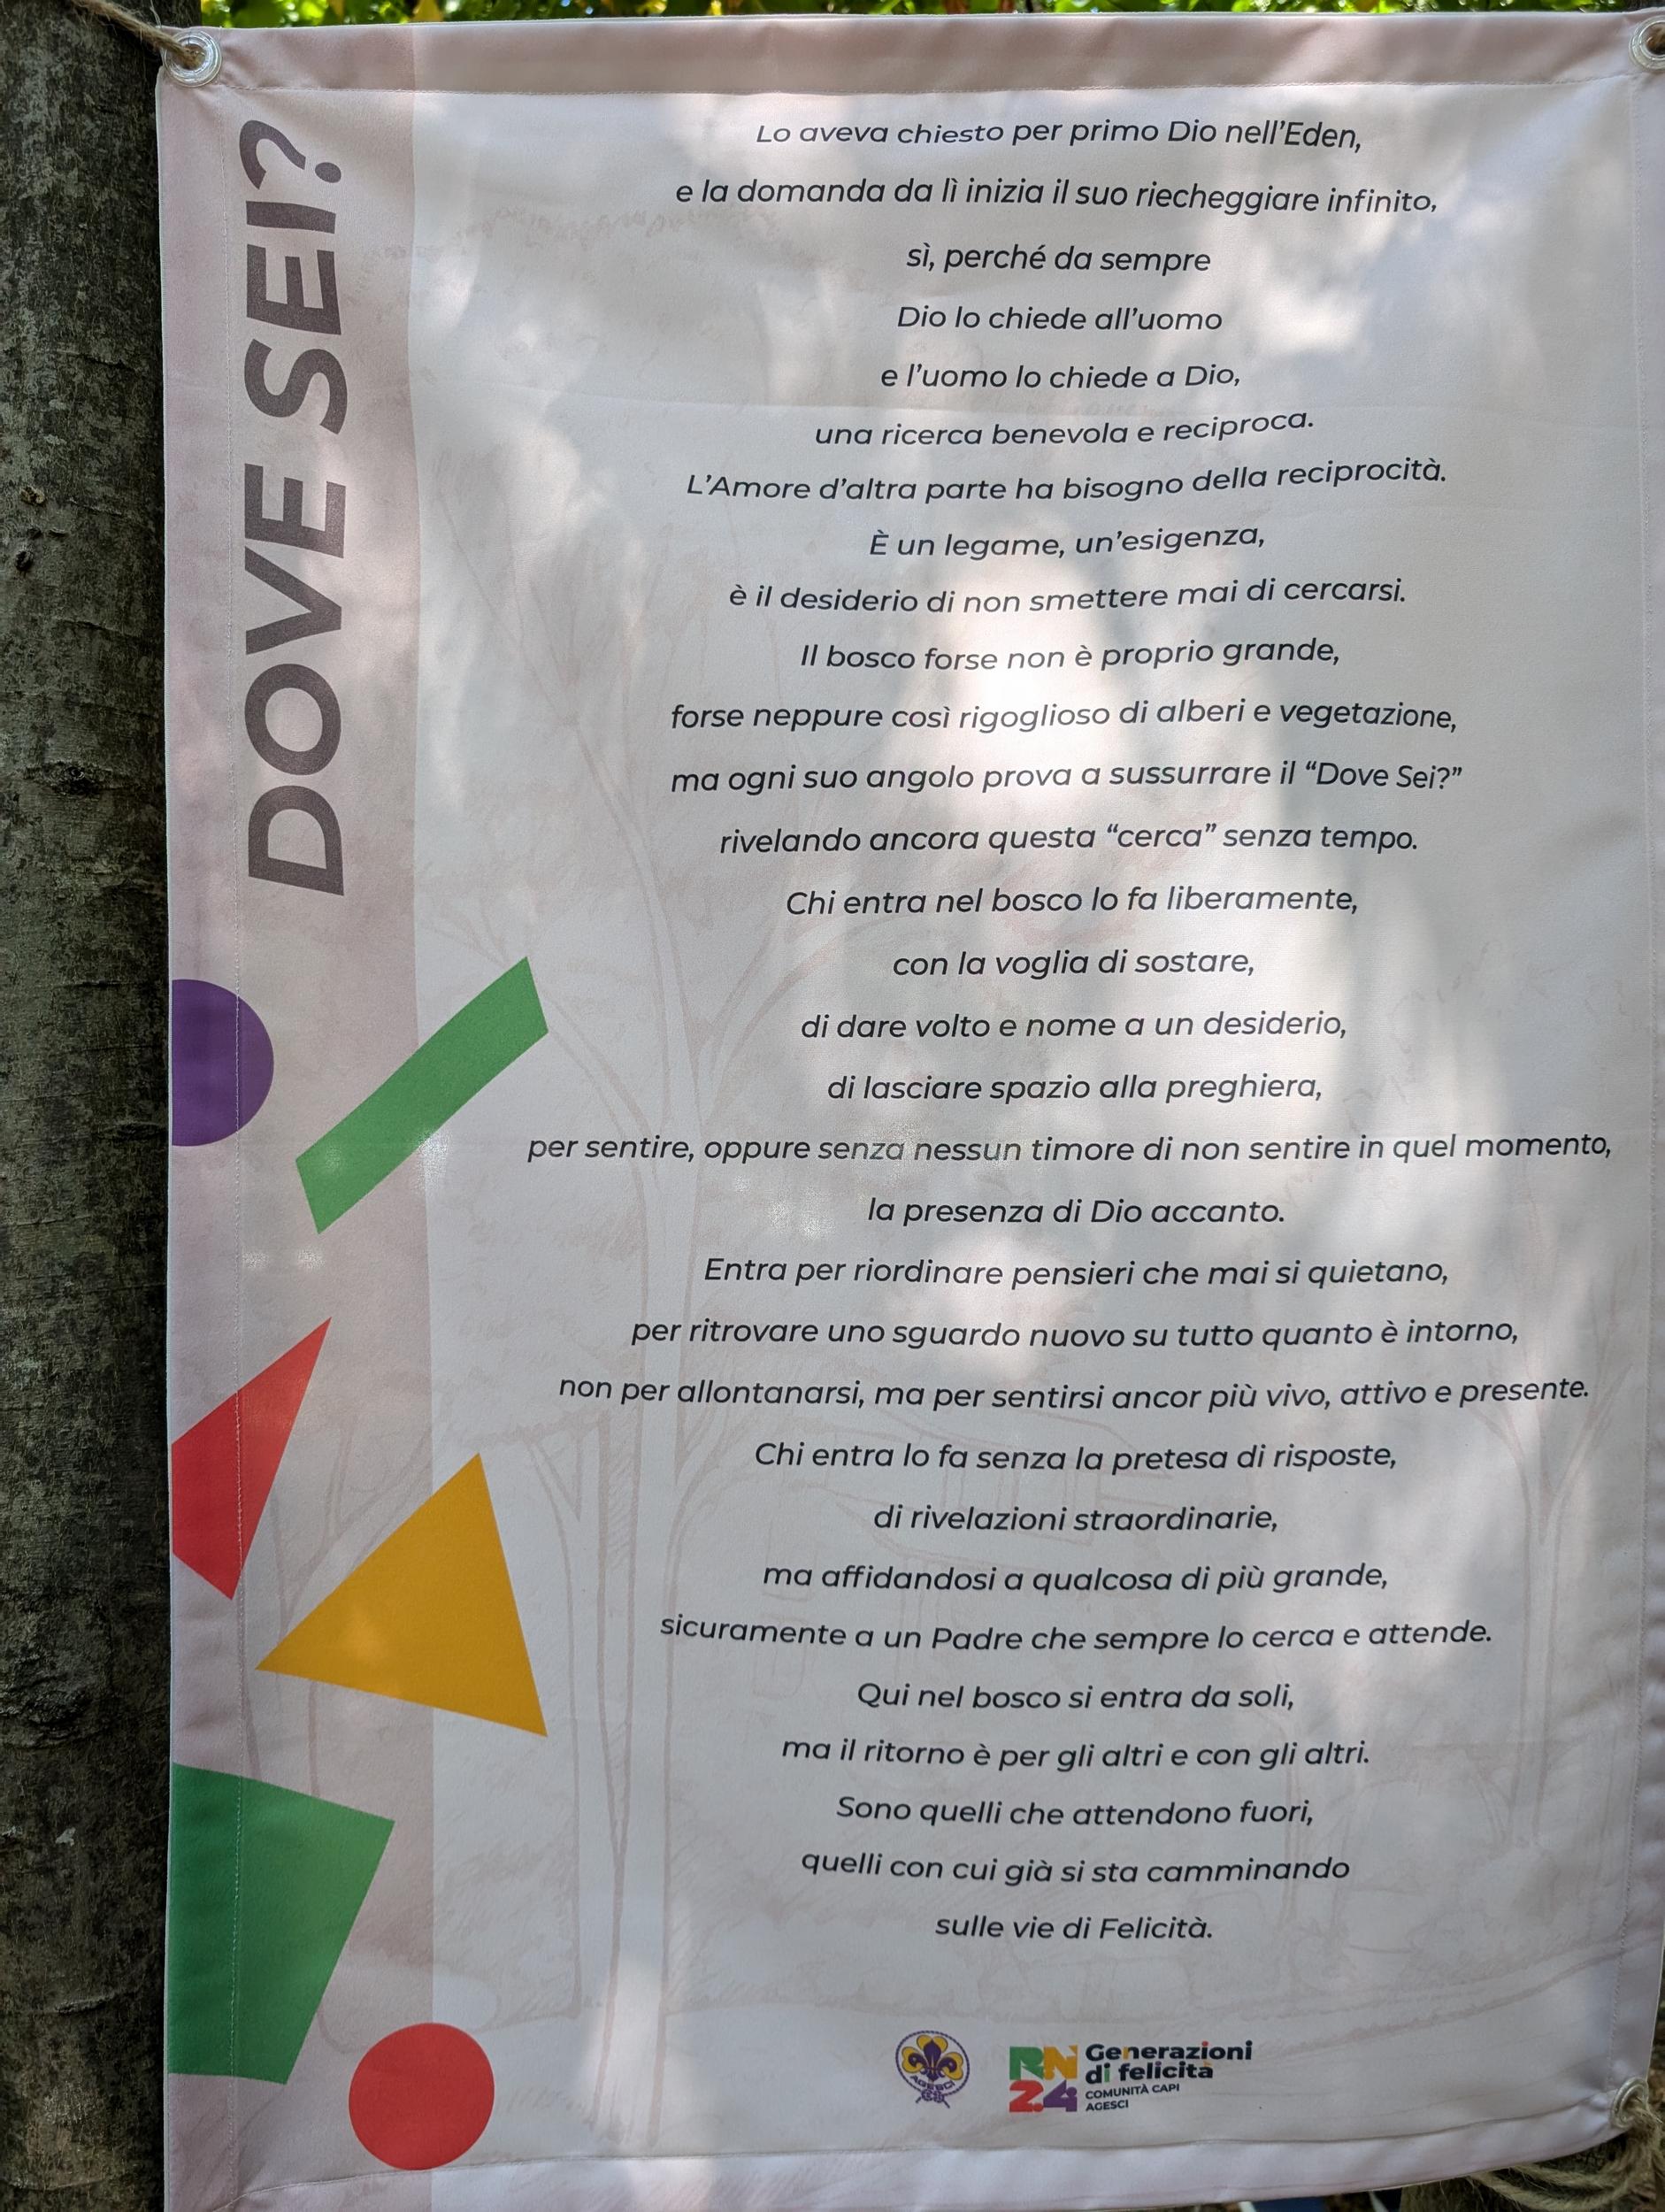 DOVE SEI?
Lo aveva chiesto per primo Dio nell'Eden,
e la domanda da lì inizia il suo riecheggiare infinito,
sì, perché da sempre
Dio lo chiede all'uomo
e l'uomo lo chiede a Dio,
una ricerca benevola e reciproca.
L'Amore d'altra parte ha bisogno della reciprocità.
È un legame, un'esigenza,
è il desiderio di non smettere mai di cercarsi.
Il bosco forse non è proprio grande,
forse neppure così rigoglioso di alberi e vegetazione,
ma ogni suo angolo prova a sussurrare il “Dove Sei?”
rivelando ancora questa “cerca” senza tempo.
Chi entra nel bosco lo fa liberamente,
con la voglia di sostare,
di dare volto e nome a un desiderio,
di lasciare spazio alla preghiera,
per sentire, oppure senza nessun timore di non sentire in quel momento,
la presenza di Dio accanto.
Entra per riordinare pensieri che mai si quietano,
per ritrovare uno sguardo nuovo su tutto quanto è intorno,
non per allontanarsi, ma per sentirsi ancor più vivo, attivo e presente.
Chi entra lo fa senza la pretesa di risposte,
di rivelazioni straordinarie,
ma affidandosi a qualcosa di più grande,
sicuramente a un Padre che sempre lo cerca e attende.
Qui nel bosco si entra da soli,
ma il ritorno è per gli altri e con gli altri.
Sono quelli che attendono fuori,
quelli con cui già si sta camminando
sulle vie di Felicità.
AGESCI
RN
24
Generazioni
di felicità
COMUNITÀ CAPI
AGESCI